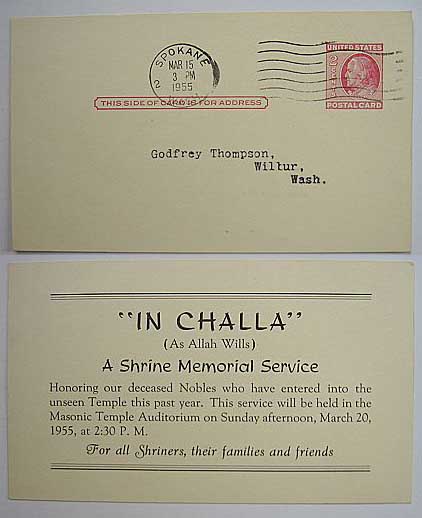 SPOKANE
MAR 15
3 PM
1955
2
UNITED STATES
POSTAL CARD
THIS SIDE OF CARD IS FOR ADDRESS
Godfrey Thompson,
Wilbur,
Wash.
"IN CHALLA"
(As Allah Wills)
A Shrine Memorial Service
Honoring our deceased Nobles who have entered into the
unseen Temple this past year. This service will be held in the
Masonic Temple Auditorium on Sunday afternoon, March 20,
1955, at 2:30 P. M.
For all Shriners, their families and friends